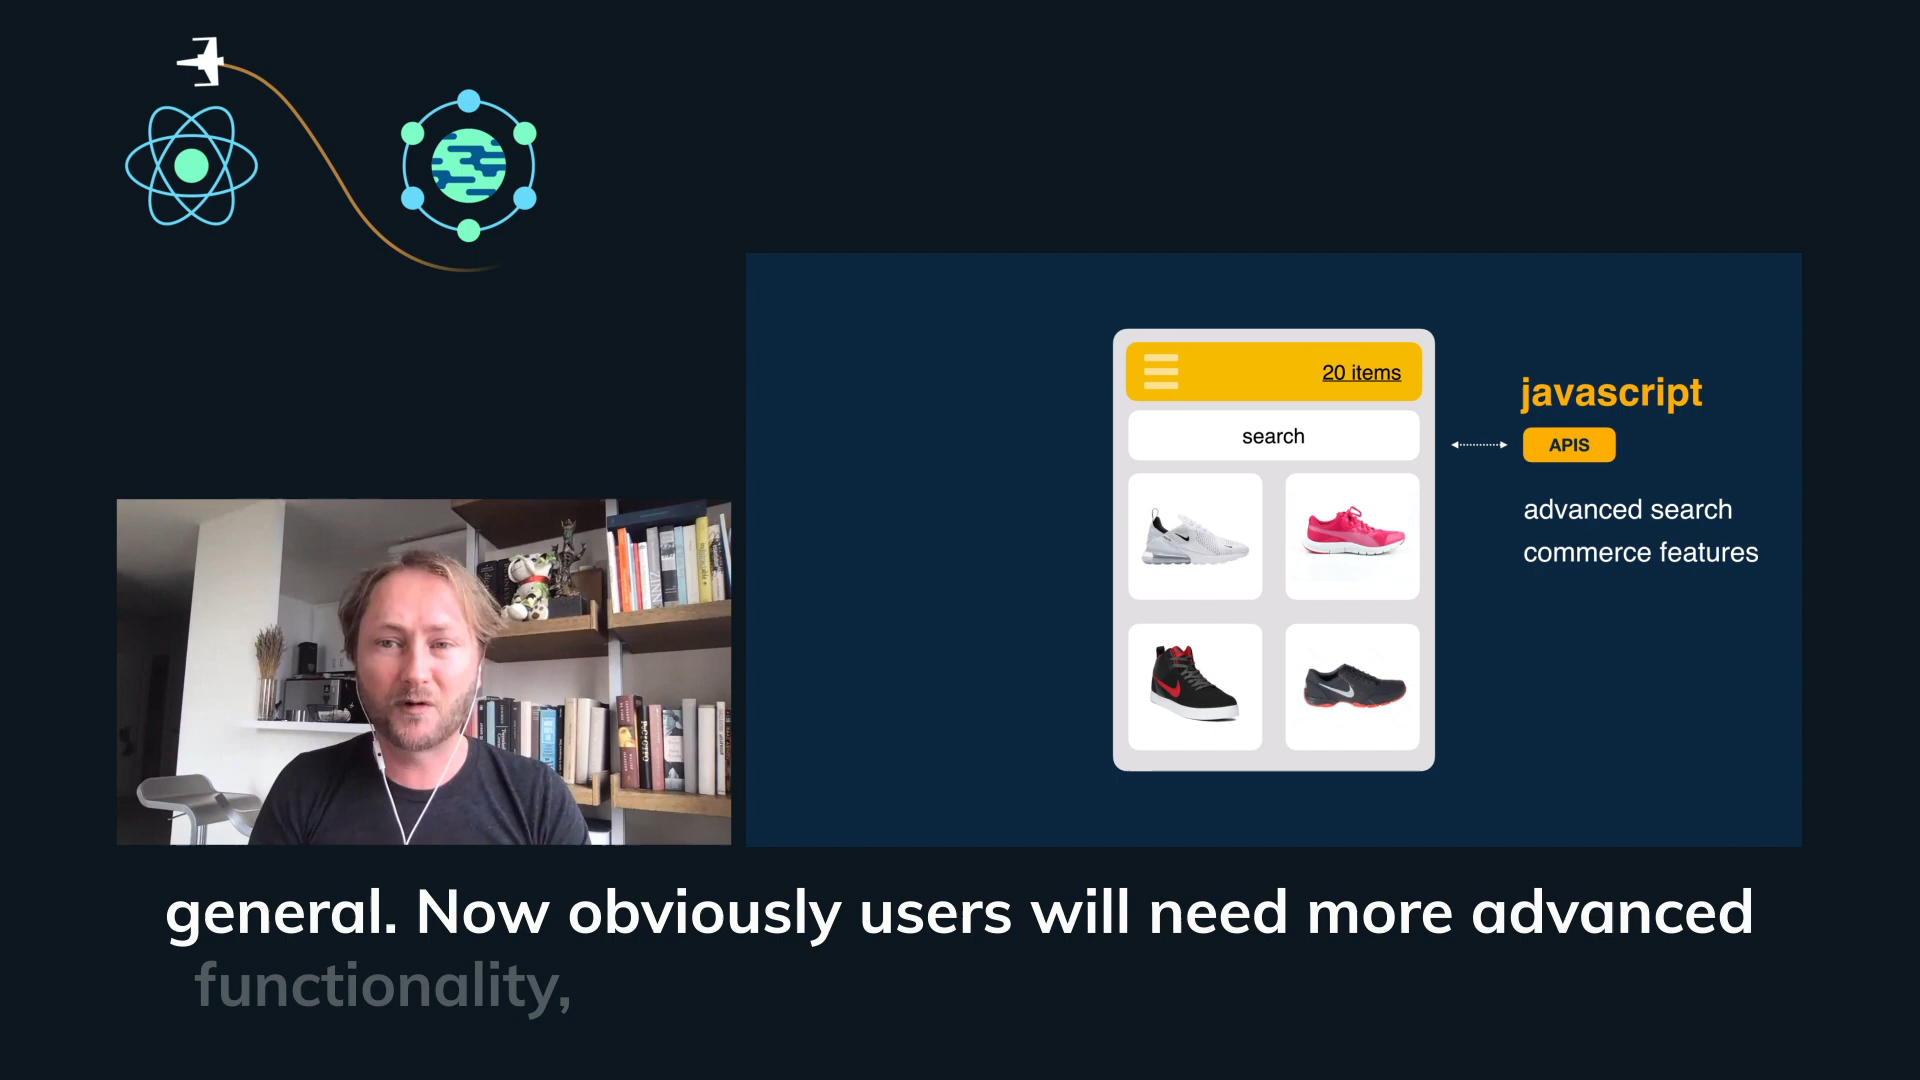 20 items
search
javascript
APIS
advanced search
commerce features
general. Now obviously users will need more advanced
functionality,